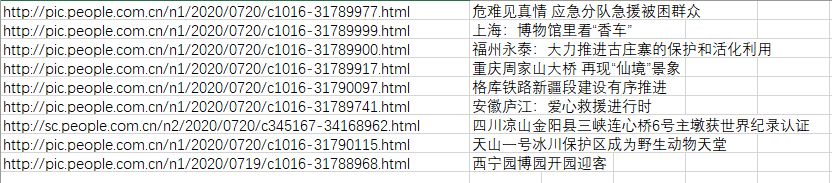 http://pic.people.com.cn/n1/2020/0720/c1016-31789977.html 危难见真情 应急分队急援被困群众
http://pic.people.com.cn/n1/2020/0720/c1016-31789999.html 上海：博物馆里看“香车”
http://pic.people.com.cn/n1/2020/0720/c1016-31789900.html 福州永泰：大力推进古庄寨的保护和活化利用
http://pic.people.com.cn/n1/2020/0720/c1016-31789917.html 重庆周家山大桥 再现“仙境”景象
http://pic.people.com.cn/n1/2020/0720/c1016-31790097.html 格库铁路新疆段建设有序推进
http://pic.people.com.cn/n1/2020/0720/c1016-31789741.html 安徽庐江：爱心救援进行时
http://sc.people.com.cn/n2/2020/0720/c345167-34168962.html 四川凉山金阳县三峡连心桥6号主墩获世界纪录认证
http://pic.people.com.cn/n1/2020/0720/c1016-31790115.html 天山一号冰川保护区成为野生动物天堂
http://pic.people.com.cn/n1/2020/0719/c1016-31788968.html 西宁园博园开园迎客